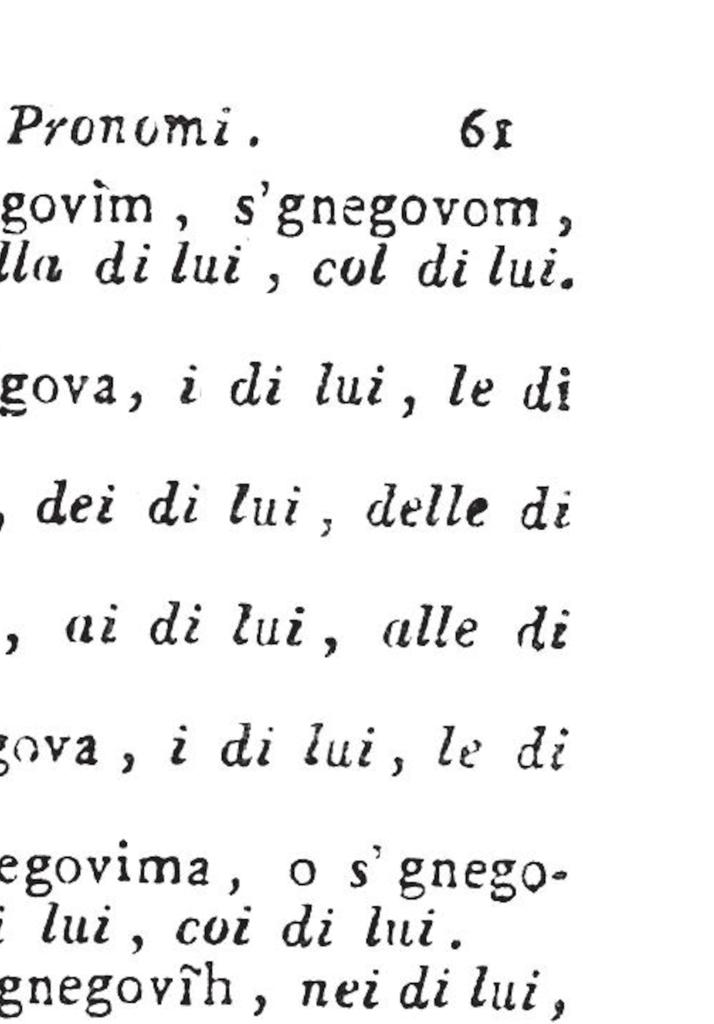 Pronomi. 61
govìm, s'gnegovom,
lla di lui, col di lui.
gova, i di lui, le di
, dei di lui, delle di
, ai di lui, alle di
gova, i di lui, le di
egovima, o s'gnego-
i lui, coi di lui.
gnegovĩh, nei di lui,